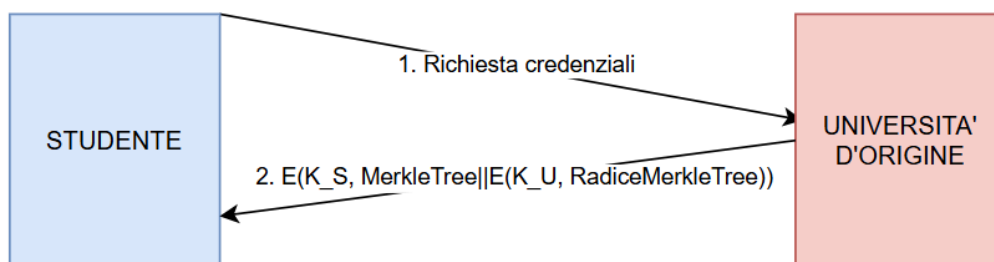 1. Richiesta credenziali
STUDENTE
UNIVERSITA'
D'ORIGINE
2. E(K_S, MerkleTree||E(K_U, RadiceMerkleTree))